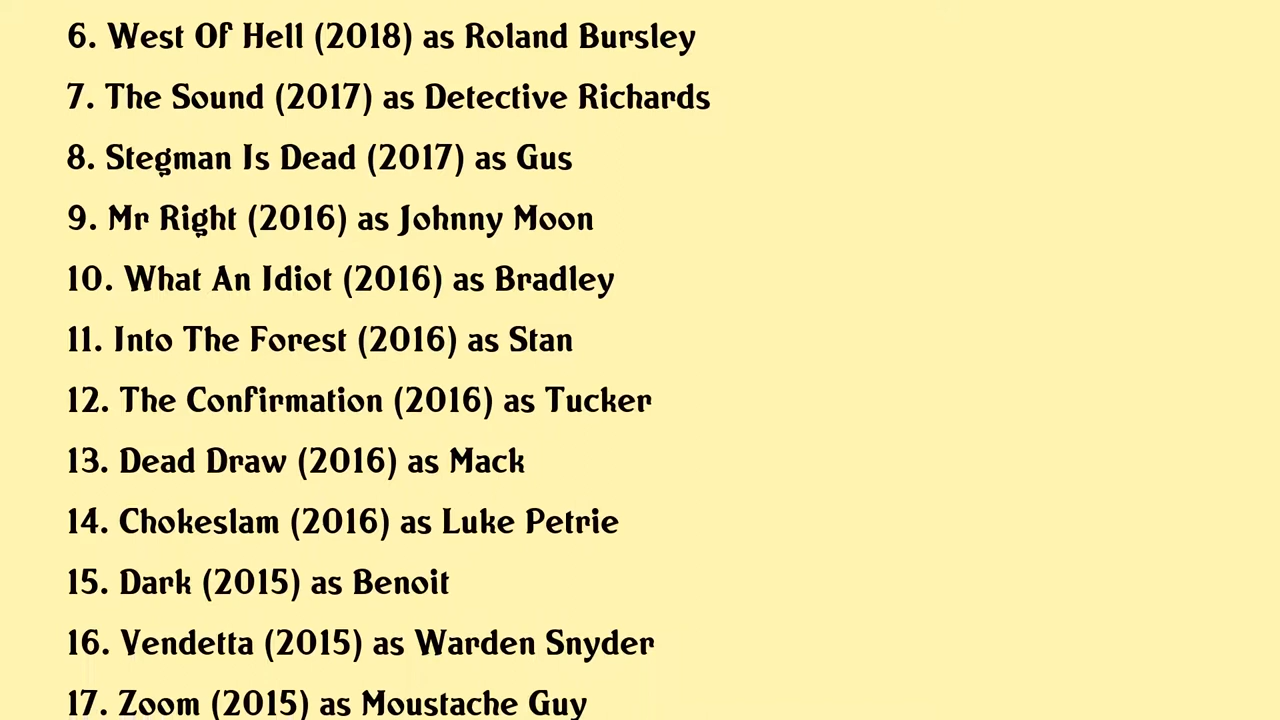 6. West Of Hell (2018) as Roland Bursley
7. The Sound (2017) as Detective Richards
8. Stegman Is Dead (2017) as Gus
9. Mr Right (2016) as Johnny Moon
10. What An Idiot (2016) as Bradley
11. Into The Forest (2016) as Stan
12. The Confirmation (2016) as Tucker
13. Dead Draw (2016) as Mack
14. Chokeslam (2016) as Luke Petrie
15. Dark (2015) as Benoit
16. Vendetta (2015) as Warden Snyder
17. Zoom (2015) as Moustache Guy